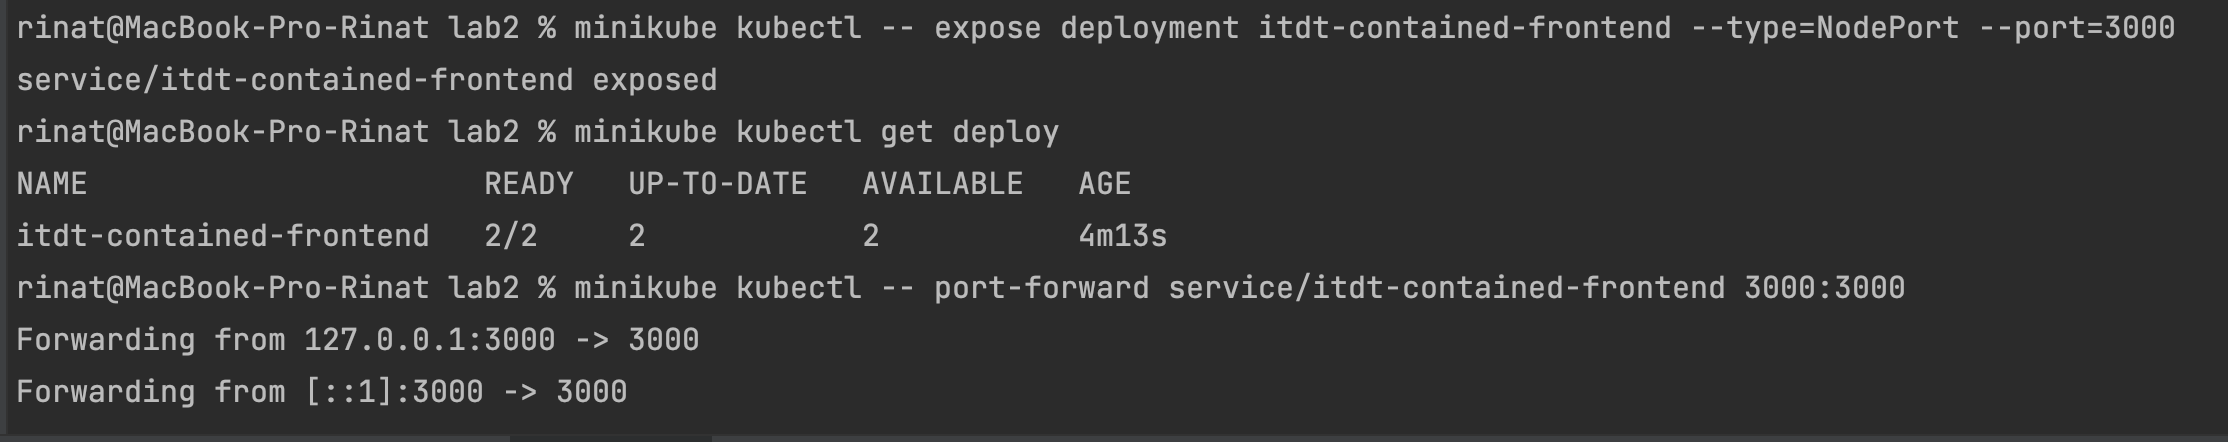 rinat@MacBook-Pro-Rinat lab2 % minikube kubectl -- expose deployment itdt-contained-frontend --type=NodePort --port=3000
service/itdt-contained-frontend exposed
rinat@MacBook-Pro-Rinat lab2 % minikube kubectl get deploy
NAME                      READY   UP-TO-DATE   AVAILABLE   AGE
itdt-contained-frontend   2/2     2            2           4m13s
rinat@MacBook-Pro-Rinat lab2 % minikube kubectl -- port-forward service/itdt-contained-frontend 3000:3000
Forwarding from 127.0.0.1:3000 -> 3000
Forwarding from [::1]:3000 -> 3000